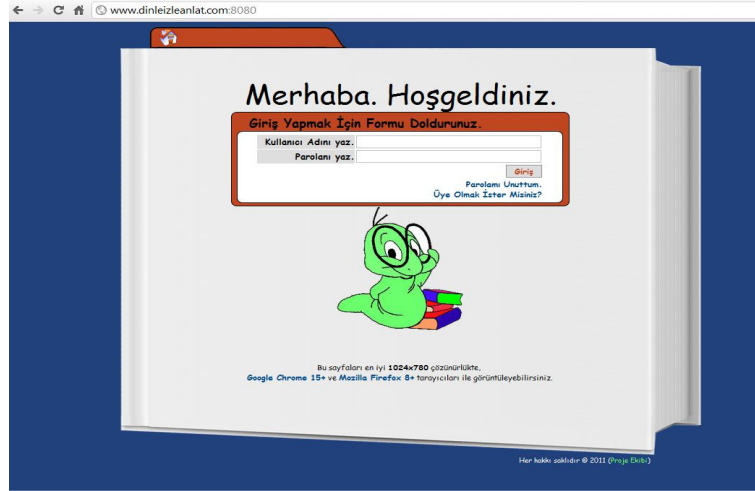 www.dinleizleanlat.com:8080
Merhaba. Hoşgeldiniz.
Giriş Yapmak İçin Formu Doldurunuz.
Kullanıcı Adını yaz.
Parolanı yaz.
Giriş
Parolamı Unuttum.
Üye Olmak İster Misiniz?
Bu sayfaları en iyi 1024x780 çözünürlükte,
Google Chrome 15+ ve Mozilla Firefox 8+ tarayıcıları ile görüntüleyebilirsiniz.
Her hakkı saklıdır © 2011 (Proje Ekibi)